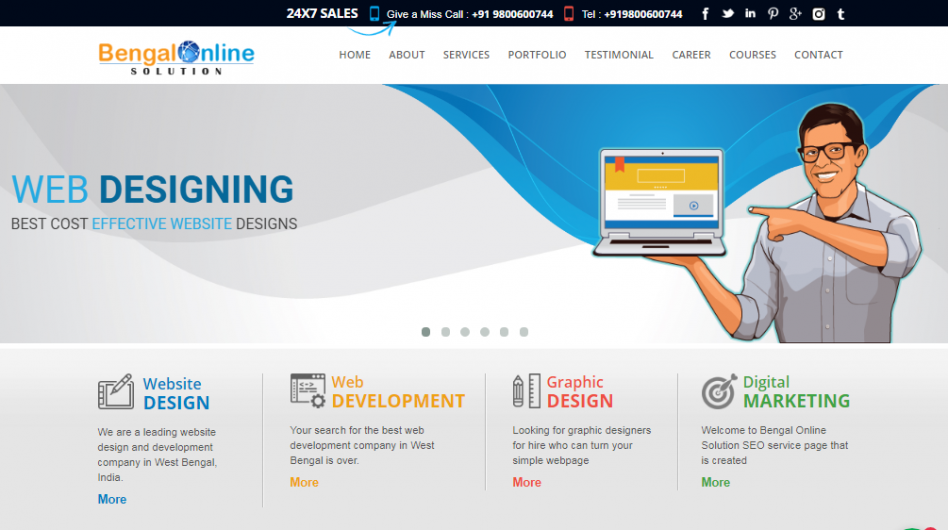 24X7 SALES Give a Miss Call : +91 9800600744 Tel : +919800600744
BengalOnline
SOLUTION
HOME ABOUT SERVICES PORTFOLIO TESTIMONIAL CAREER COURSES CONTACT
WEB DESIGNING
BEST COST EFFECTIVE WEBSITE DESIGNS
Website
DESIGN
We are a leading website
design and development
company in West Bengal,
India.
More
Web
DEVELOPMENT
Your search for the best web
development company in West
Bengal is over.
More
Graphic
DESIGN
Looking for graphic designers
for hire who can turn your
simple webpage
More
Digital
MARKETING
Welcome to Bengal Online
Solution SEO service page that
is created
More